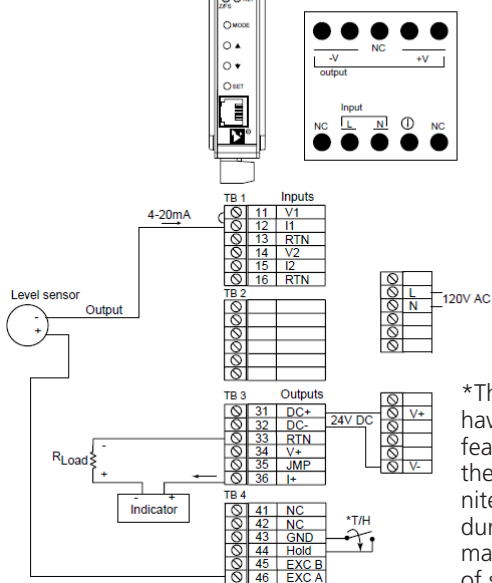 Z/FS
MODE
SET
-V
NC
+V
output
Input
NC
L
N
NC
TB 1 Inputs
11 V1
12 I1
13 RTN
14 V2
15 I2
16 RTN
4-20mA
TB 2
L
N
120V AC
Level sensor
Output
-
+
TB 3 Outputs
31 DC+
32 DC-
33 RTN
34 V+
35 JMP
36 I+
24V DC
V+
V-
RLoad
-
+
- +
Indicator
TB 4
41 NC
42 NC
43 GND
44 Hold
45 EXC B
46 EXC A
*T/H
*Th
hav
feat
the
nite
dur
ma
of s